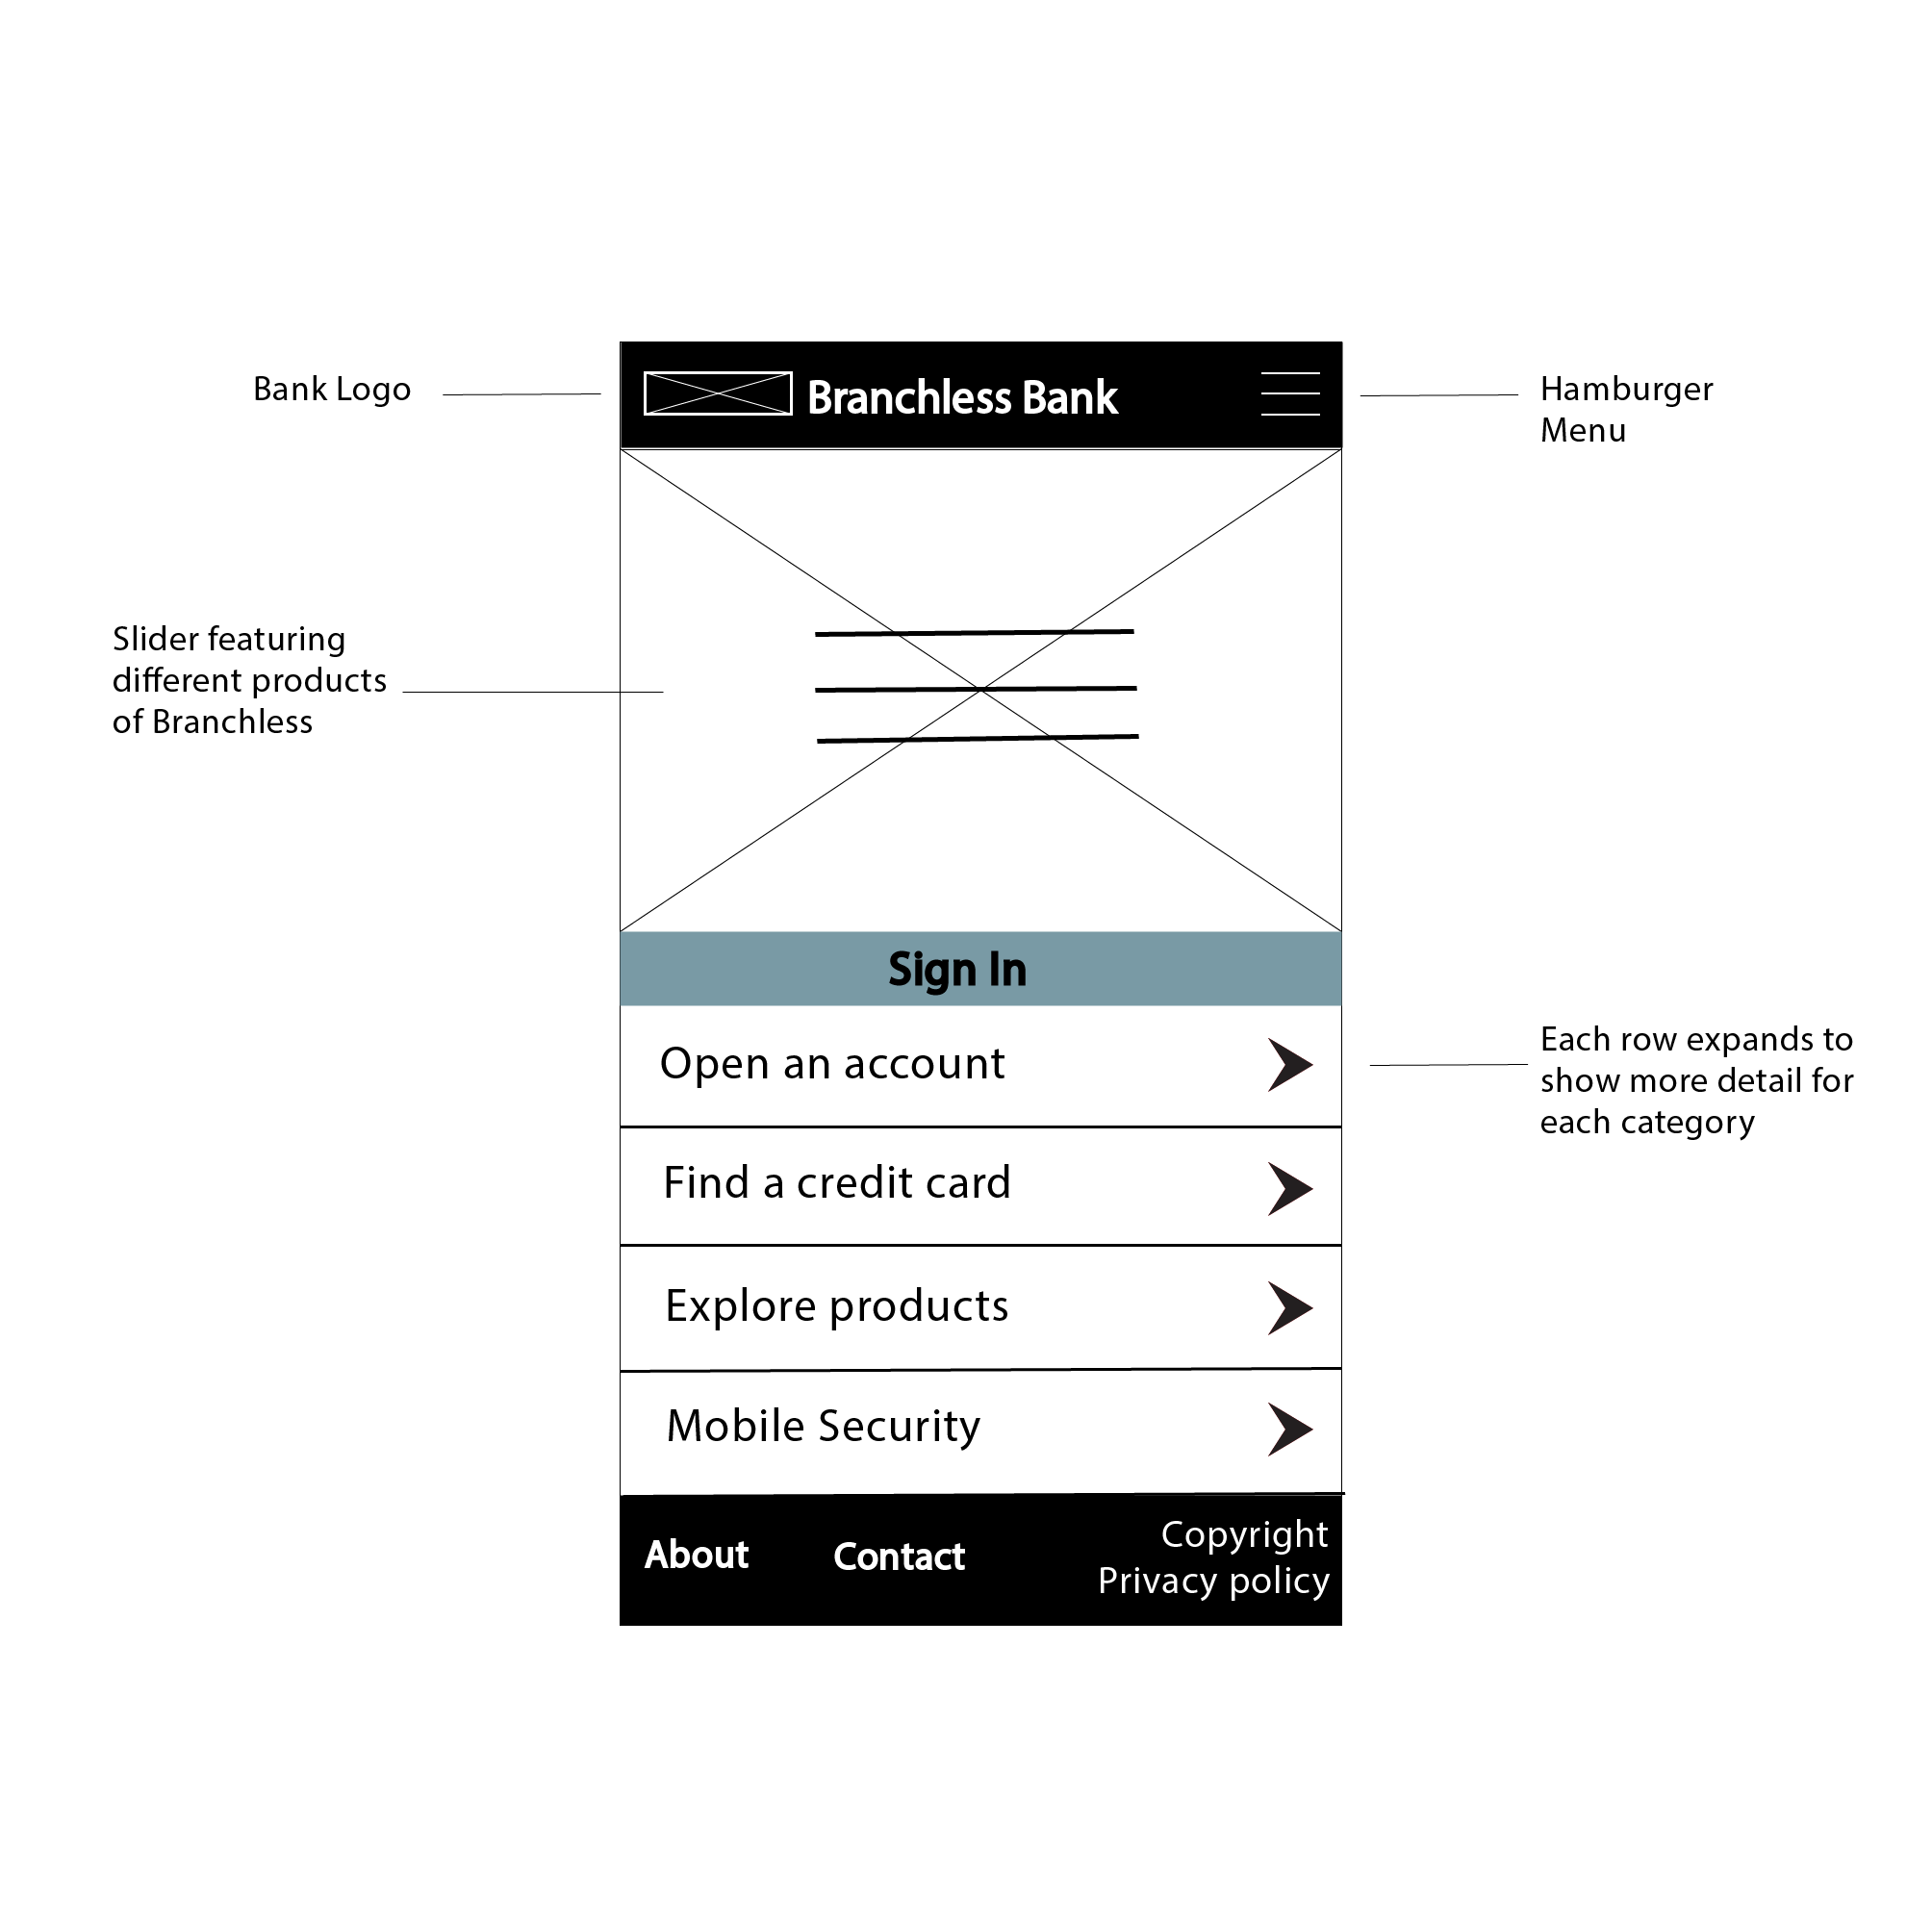 Bank Logo
Branchless Bank
Hamburger
Menu
Slider featuring
different products
of Branchless
Sign In
Open an account
Each row expands to
show more detail for
each category
Find a credit card
Explore products
Mobile Security
About
Contact
Copyright
Privacy policy